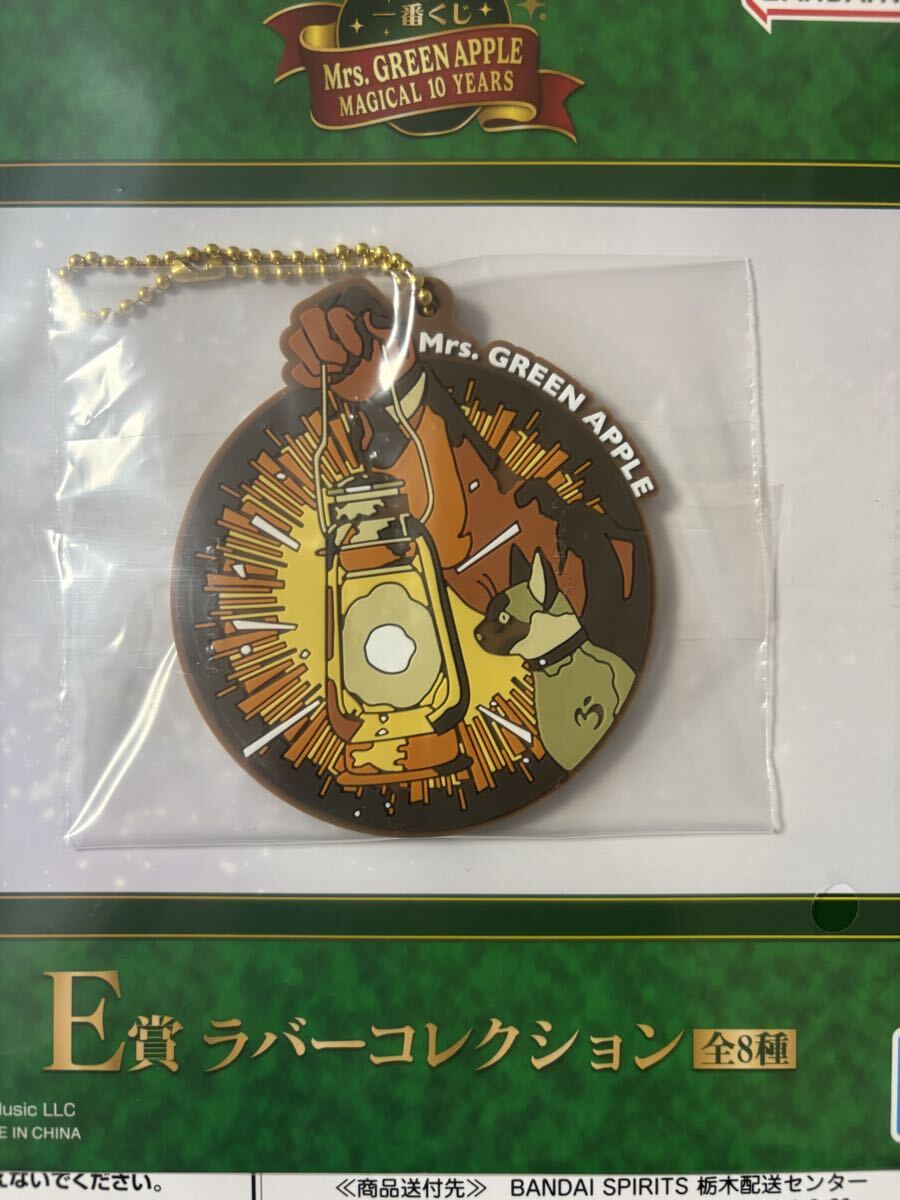 一番くじ
Mrs. GREEN APPLE
MAGICAL 10 YEARS
Mrs. GREEN APPLE
E賞 ラバーコレクション 全8種
Music LLC
E IN CHINA
えないでください。
≪商品送付先≫ BANDAI SPIRITS 栃木配送センター